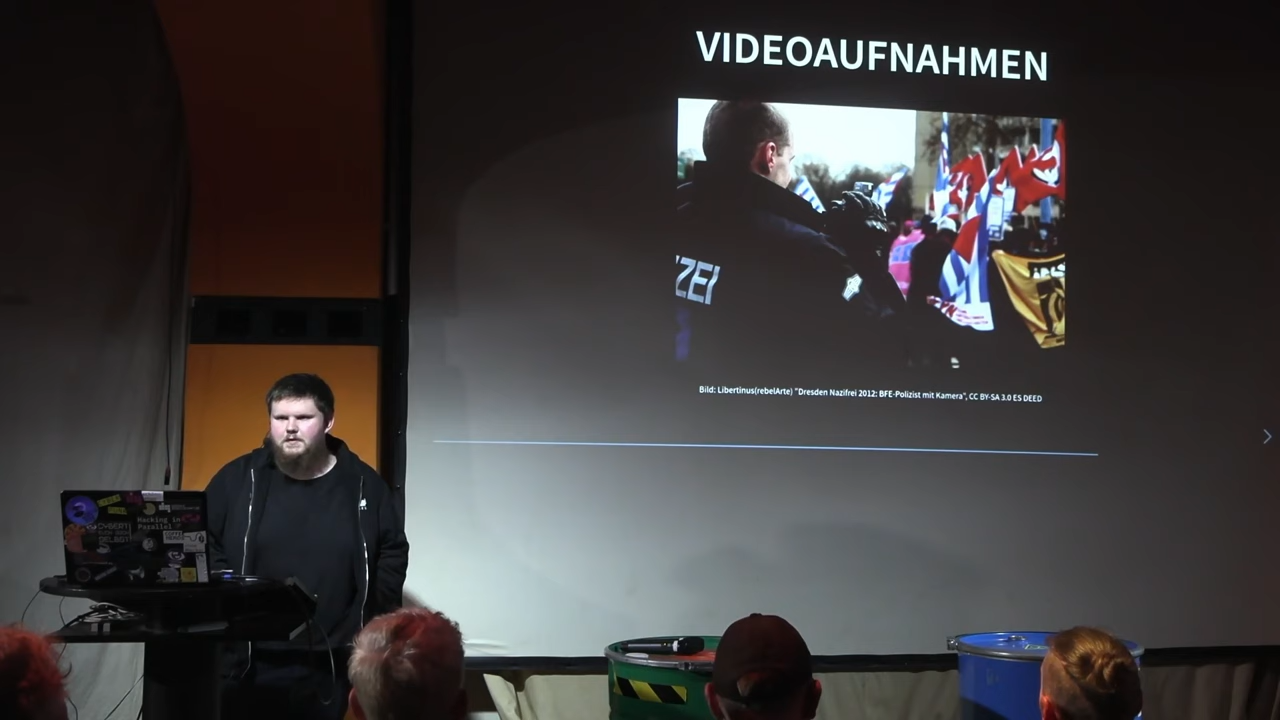 VIDEOAUFNAHMEN
ZEI
Bild: Libertinus(rebelArte) "Dresden Nazifrei 2012: BFE-Polizist mit Kamera", CC BY-SA 3.0 ES DEED
Hacking in
Parallel